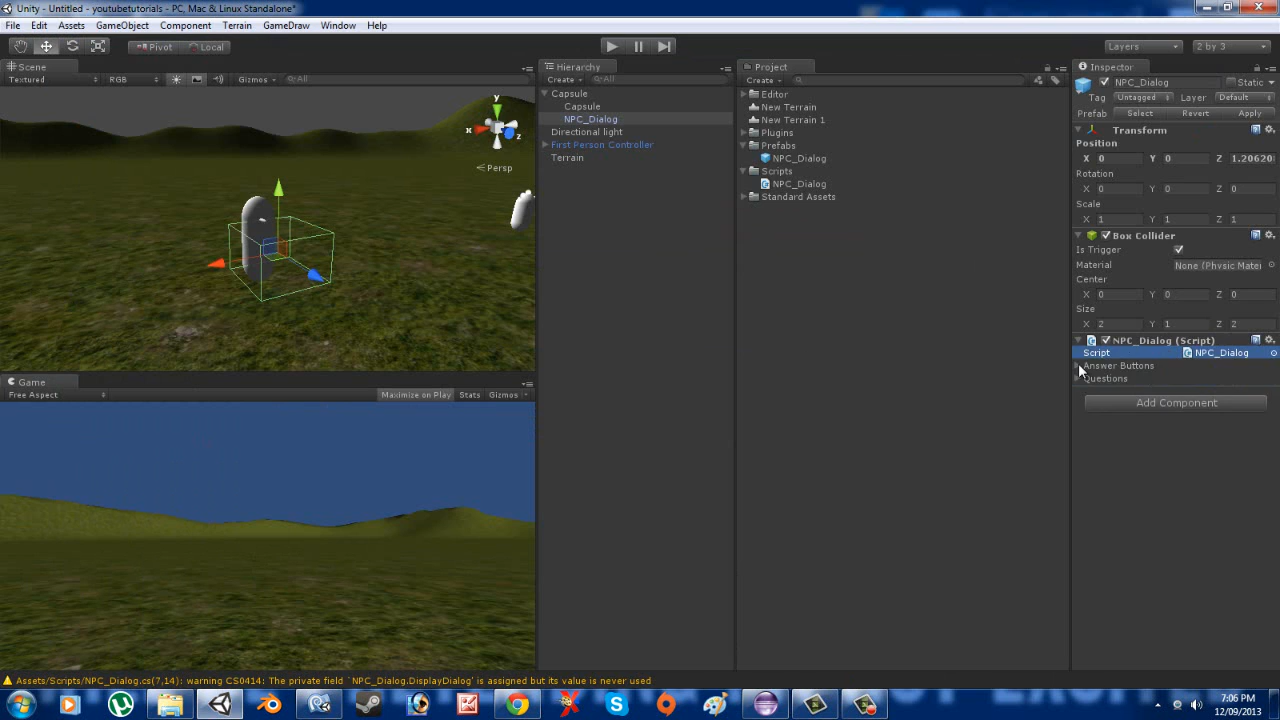 Unity - Untitled - youtubetutorials - PC, Mac & Linux Standalone*
File Edit Assets GameObject Component Terrain GameDraw Window Help
Pivot Local Layers 2 by 3
Scene
Textured RGB Gizmos All
y
x
z
Persp
Game
Free Aspect Maximize on Play Stats Gizmos
Hierarchy
Create All
Capsule
Capsule
NPC_Dialog
Directional light
First Person Controller
Terrain
Project
Create
Editor
New Terrain
New Terrain 1
Plugins
Prefabs
NPC_Dialog
Scripts
NPC_Dialog
Standard Assets
Inspector
NPC_Dialog Static
Tag Untagged Layer Default
Prefab Select Revert Apply
Transform
Position
X 0 Y 0 Z 1.20620
Rotation
X 0 Y 0 Z 0
Scale
X 1 Y 1 Z 1
Box Collider
Is Trigger
Material None (Physic Mater
Center
X 0 Y 0 Z 0
Size
X 2 Y 1 Z 2
NPC_Dialog (Script)
Script NPC_Dialog
Answer Buttons
Questions
Add Component
Assets/Scripts/NPC_Dialog.cs(7,14): warning CS0414: The private field `NPC_Dialog.DisplayDialog' is assigned but its value is never used
7:06 PM
12/09/2013